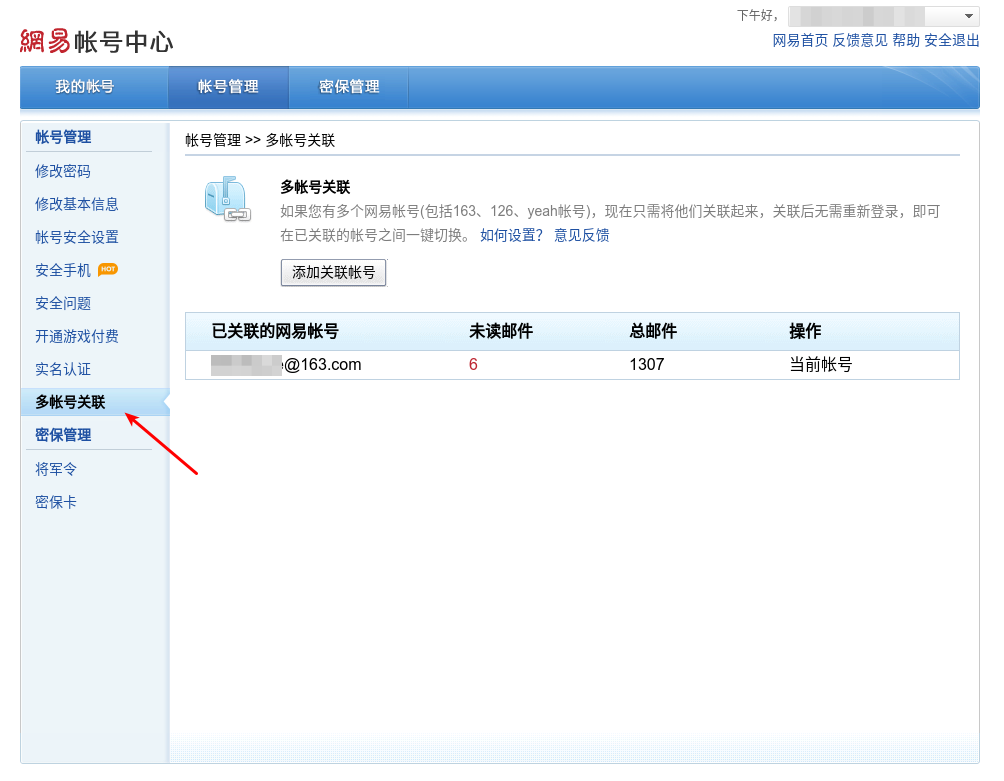 下午好，
網易帐号中心
网易首页 反馈意见 帮助 安全退出
我的帐号 帐号管理 密保管理
帐号管理
修改密码
修改基本信息
帐号安全设置
安全手机 HOT
安全问题
开通游戏付费
实名认证
多帐号关联
密保管理
将军令
密保卡
帐号管理 >> 多帐号关联
多帐号关联
如果您有多个网易帐号(包括163、126、yeah帐号)，现在只需将他们关联起来，关联后无需重新登录，即可
在已关联的帐号之间一键切换。 如何设置？ 意见反馈
添加关联帐号
已关联的网易帐号 未读邮件 总邮件 操作
@163.com 6 1307 当前帐号